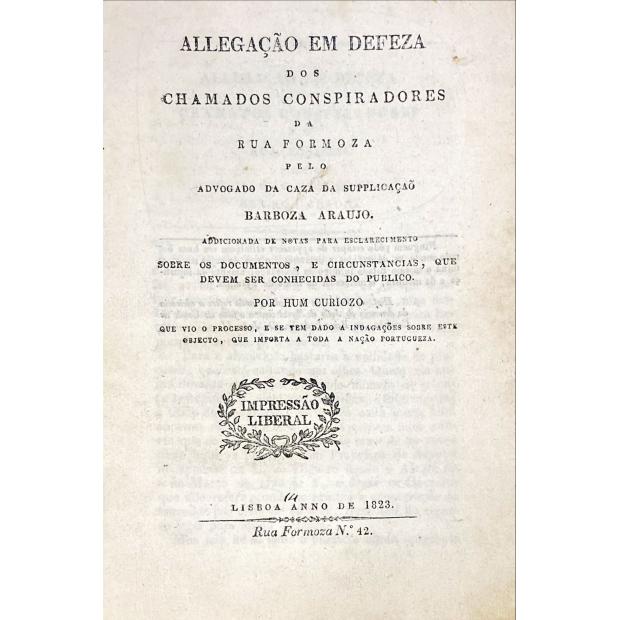 ALLEGAÇÃO EM DEFEZA
DOS
CHAMADOS CONSPIRADORES
DA
RUA FORMOZA
PELO
ADVOGADO DA CAZA DA SUPPLICAÇAÕ
BARBOZA ARAUJO.
ADDICIONADA DE NOTAS PARA ESCLARECIMENTO
SOBRE OS DOCUMENTOS, E CIRCUNSTANCIAS, QUE
DEVEM SER CONHECIDAS DO PUBLICO.
POR HUM CURIOZO
QUE VIO O PROCESSO, E SE TEM DADO A INDAGAÇÕES SOBRE ESTE
OBJECTO, QUE IMPORTA A TODA A NAÇÃO PORTUGUEZA.
IMPRESSÃO
LIBERAL
LISBOA ANNO DE 1823.
Rua Formoza N.º 42.